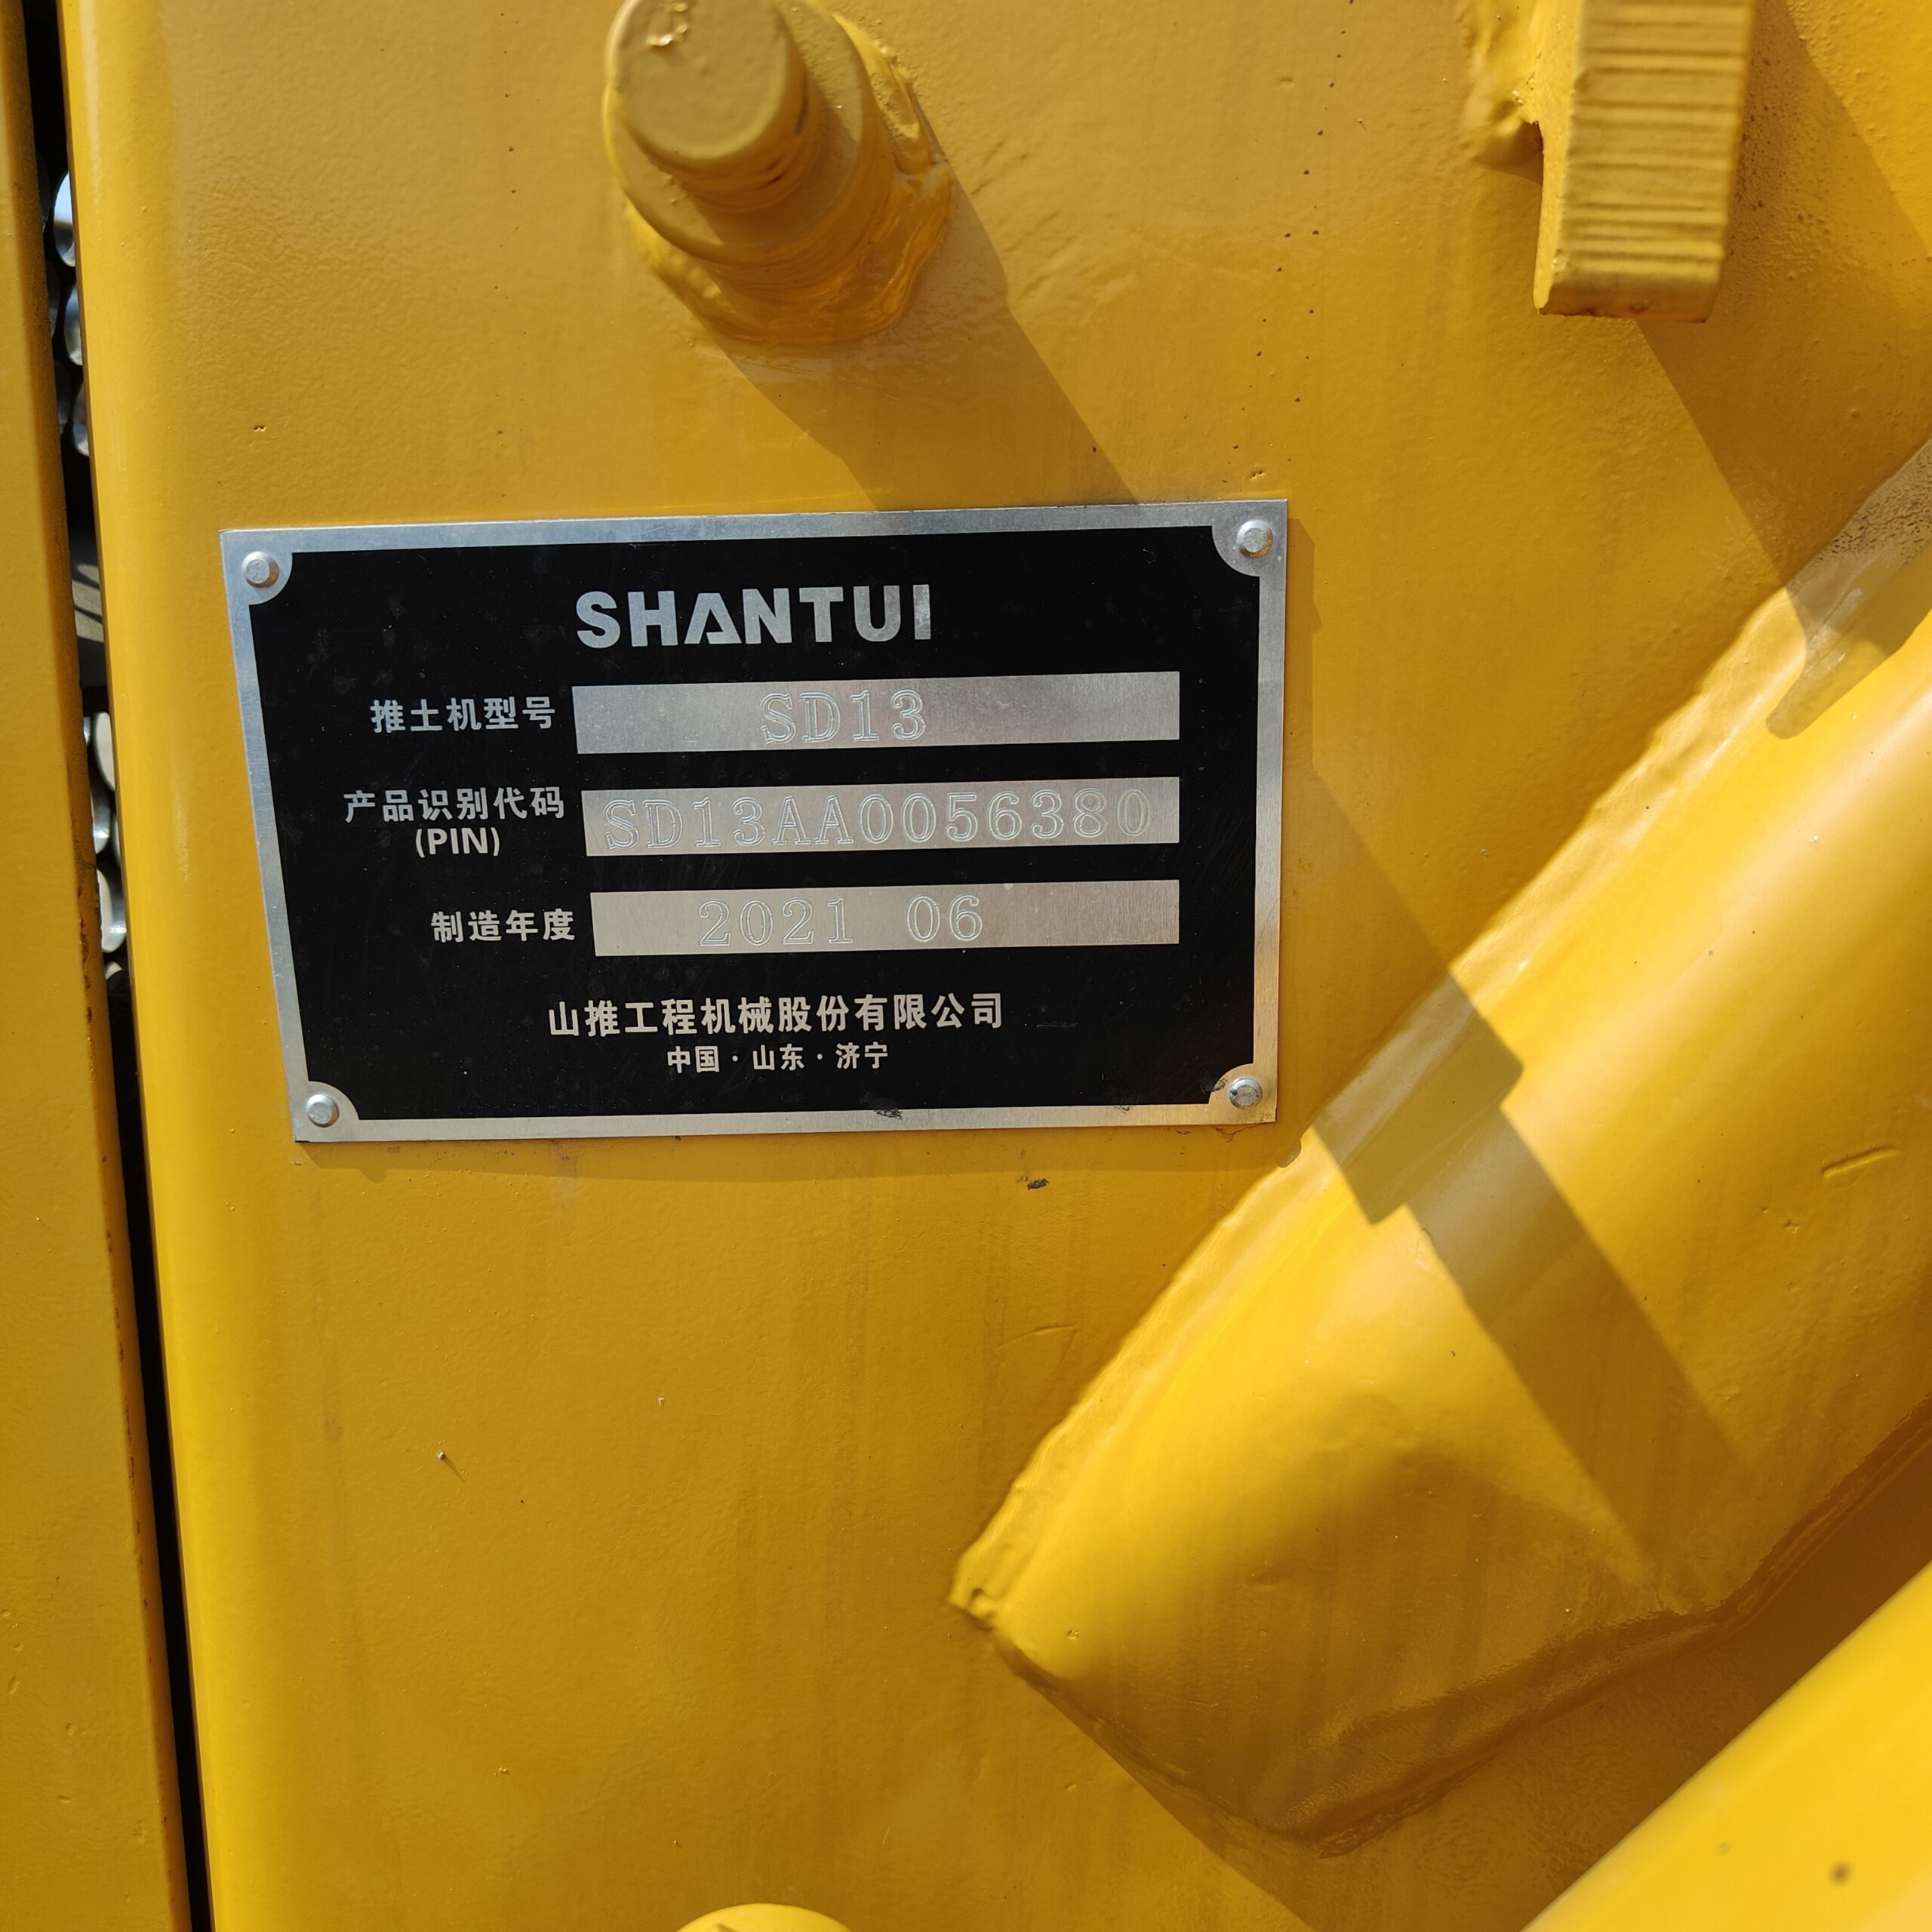 SHANTUI
推土机型号 SD13
产品识别代码 SD13AA0056380
(PIN)
制造年度 2021 06
山推工程机械股份有限公司
中国·山东·济宁